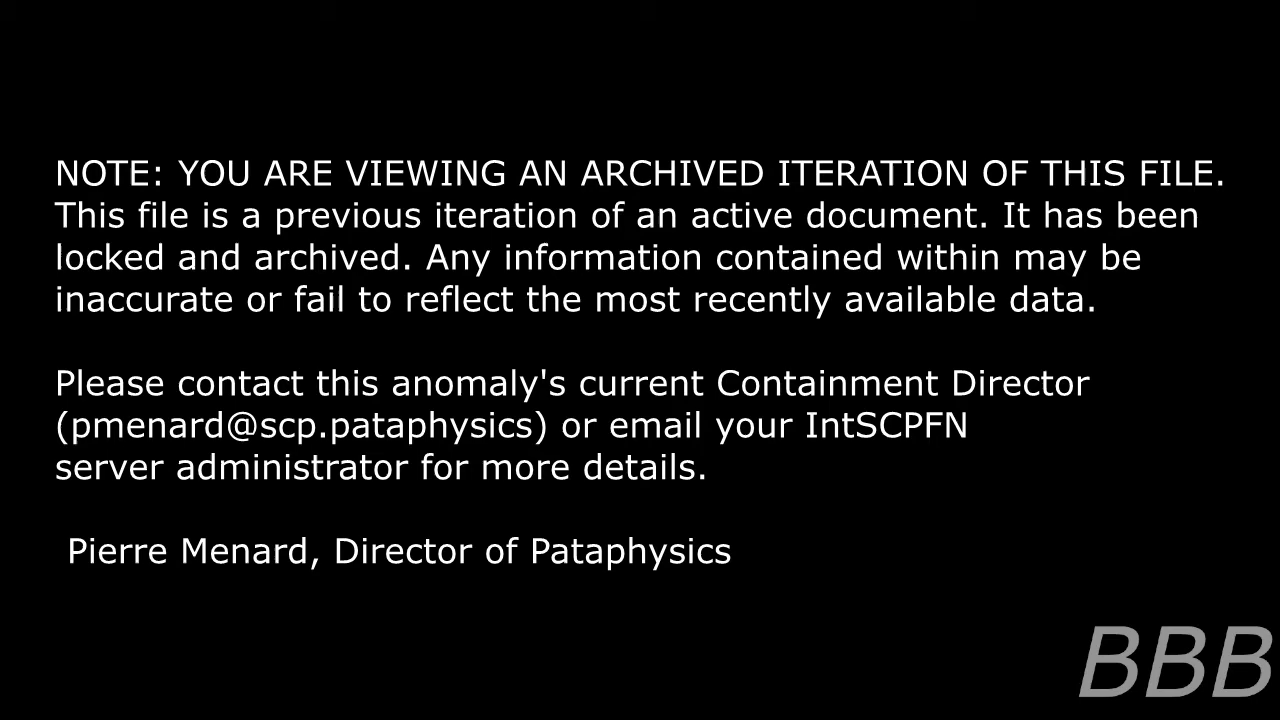 NOTE: YOU ARE VIEWING AN ARCHIVED ITERATION OF THIS FILE.
This file is a previous iteration of an active document. It has been
locked and archived. Any information contained within may be
inaccurate or fail to reflect the most recently available data.
Please contact this anomaly's current Containment Director
(pmenard@scp.pataphysics) or email your IntSCPFN
server administrator for more details.
Pierre Menard, Director of Pataphysics
BBB